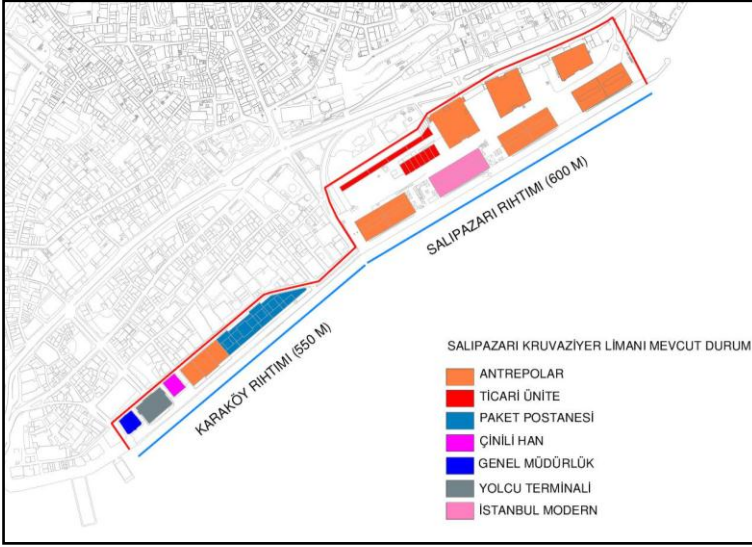 SALIPAZARI RIHTIMI (600 M)
KARAKÖY RIHTIMI (550 M)
SALIPAZARI KRUVAZİYER LİMANI MEVCUT DURUM
ANTREPOLAR
TİCARİ ÜNİTE
PAKET POSTANESİ
ÇİNİLİ HAN
GENEL MÜDÜRLÜK
YOLCU TERMİNALİ
İSTANBUL MODERN